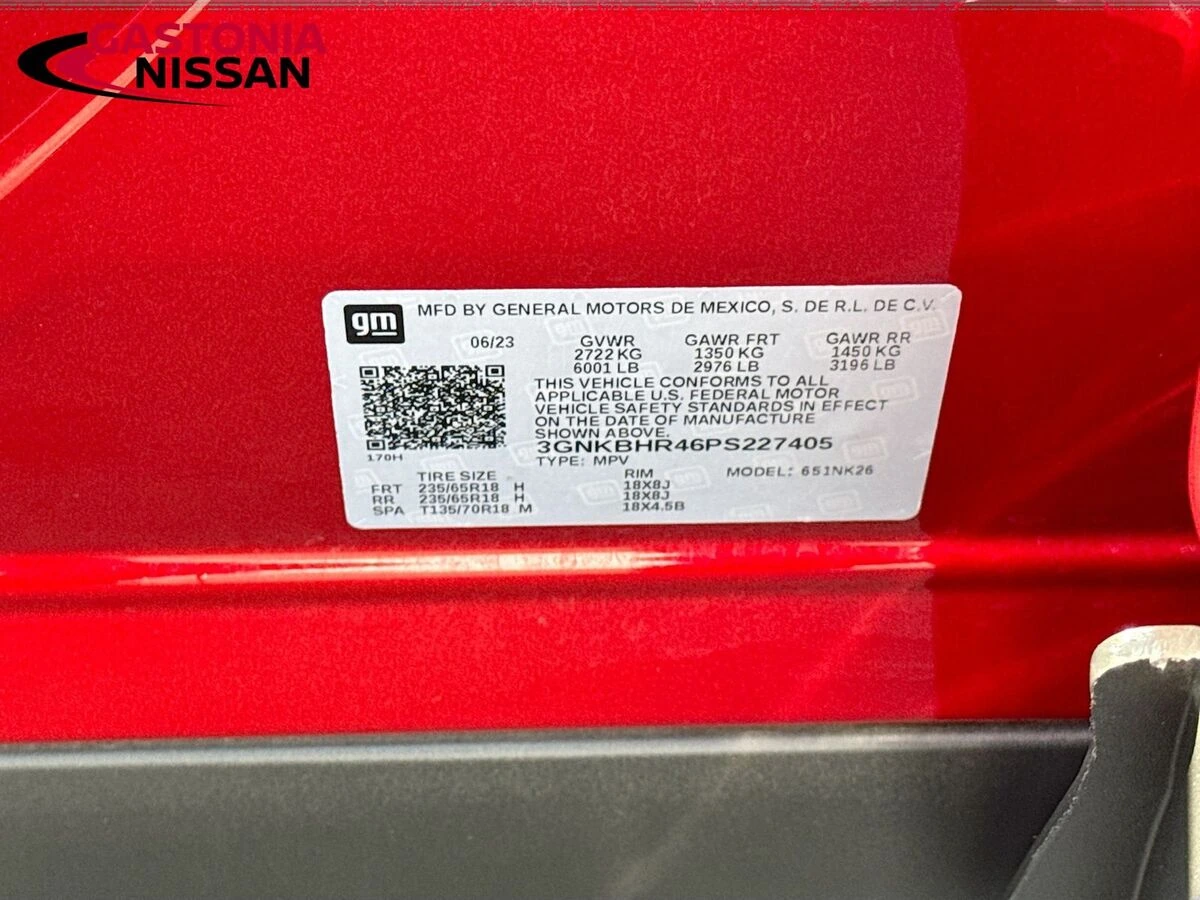 GASTONIA
NISSAN
gm
MFD BY GENERAL MOTORS DE MEXICO, S. DE R.L. DE C.V.
06/23 GVWR GAWR FRT GAWR RR
2722 KG 1350 KG 1450 KG
6001 LB 2976 LB 3196 LB
THIS VEHICLE CONFORMS TO ALL
APPLICABLE U.S. FEDERAL MOTOR
VEHICLE SAFETY STANDARDS IN EFFECT
ON THE DATE OF MANUFACTURE
SHOWN ABOVE.
3GNKBHR46PS227405
170H
TYPE: MPV
MODEL: 651NK26
TIRE SIZE RIM
FRT 235/65R18 H 18X8J
RR 235/65R18 H 18X8J
SPA T135/70R18 M 18X4.5B